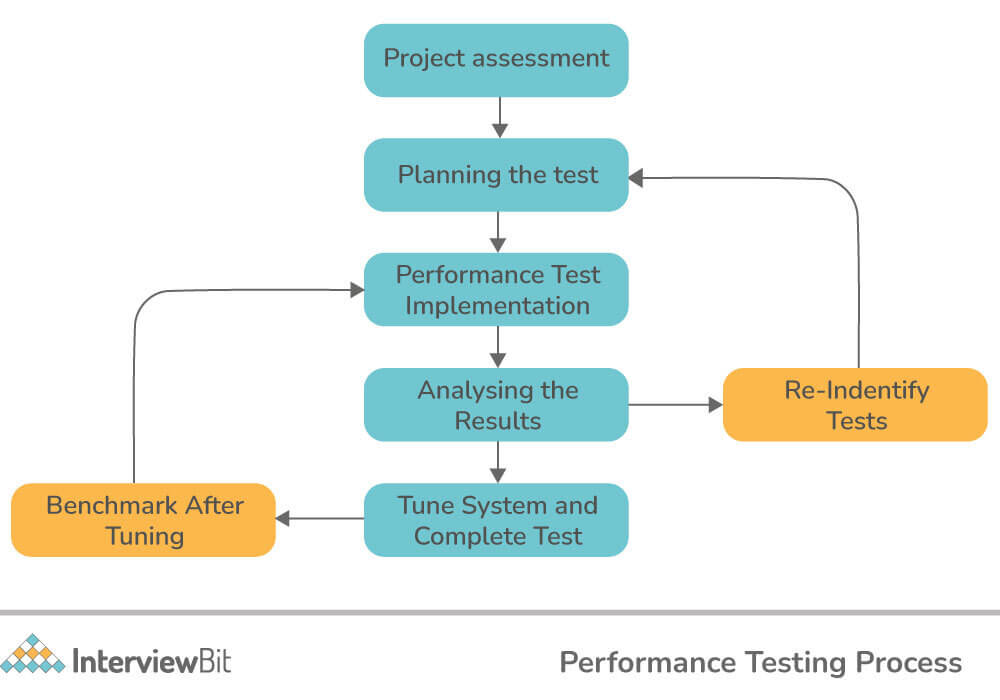 Project assessment
Planning the test
Performance Test
Implementation
Analysing the
Results
Re-Indentify
Tests
Benchmark After
Tuning
Tune System and
Complete Test
InterviewBit
Performance Testing Process